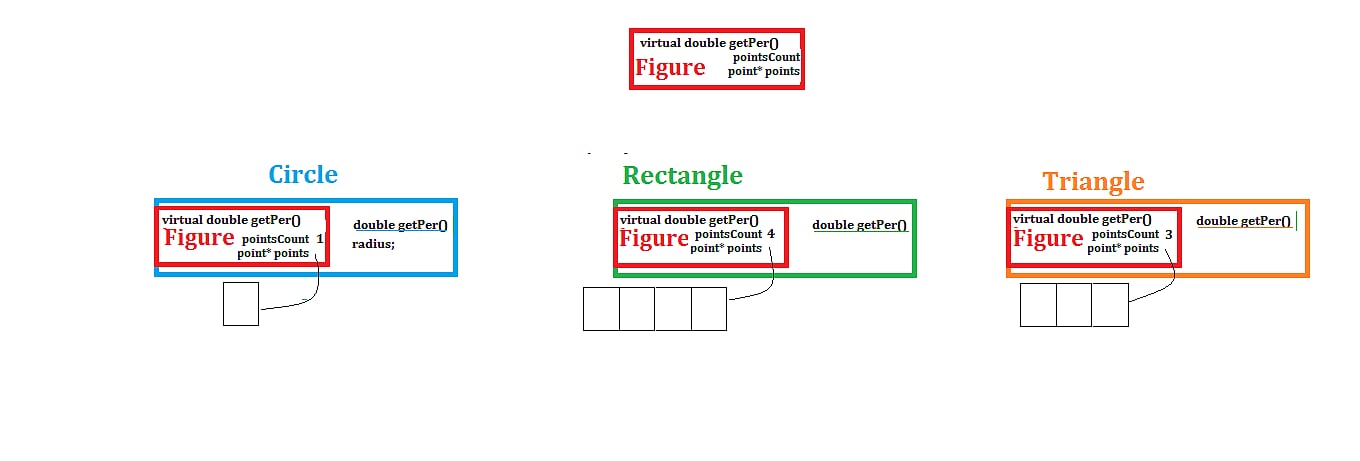 virtual double getPer()
pointsCount
Figure
point* points
Circle
virtual double getPer()
Figure pointsCount 1
point* points
double getPer()
radius;
Rectangle
virtual double getPer()
Figure pointsCount 4
point* points
double getPer()
Triangle
virtual double getPer()
Figure pointsCount 3
point* points
double getPer()